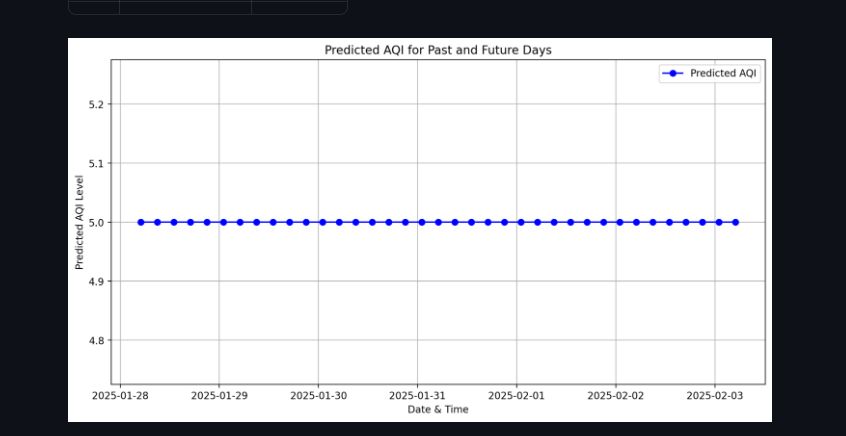 Predicted AQI for Past and Future Days
Predicted AQI
5.2
5.1
5.0
4.9
4.8
Predicted AQI Level
2025-01-28 2025-01-29 2025-01-30 2025-01-31 2025-02-01 2025-02-02 2025-02-03
Date & Time